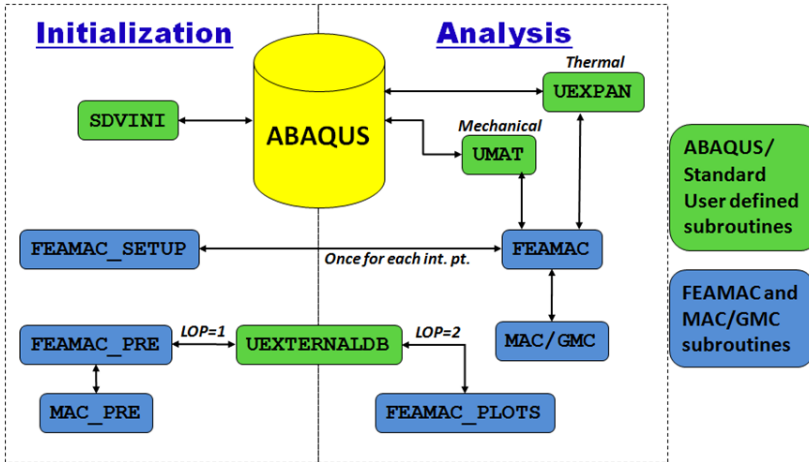 Initialization
Analysis
Thermal
UEXPAN
SDVINI
ABAQUS
Mechanical
UMAT
FEAMAC_SETUP
Once for each int. pt.
FEAMAC
FEAMAC_PRE
LOP=1
UEXTERNALDB
LOP=2
MAC/GMC
MAC_PRE
FEAMAC_PLOTS
ABAQUS/
Standard
User defined
subroutines
FEAMAC and
MAC/GMC
subroutines